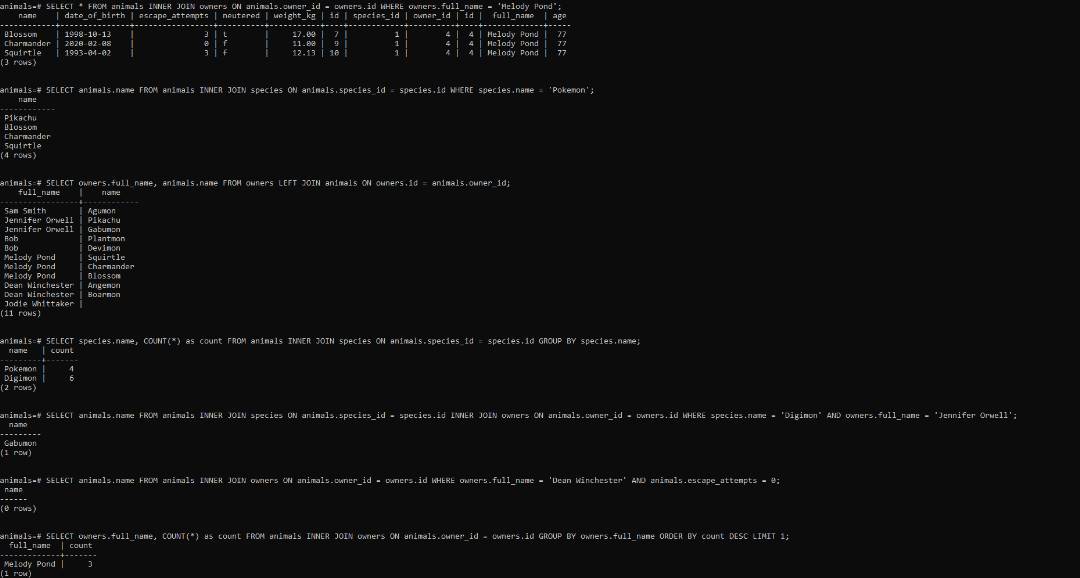 animals=# SELECT * FROM animals INNER JOIN owners ON animals.owner_id = owners.id WHERE owners.full_name = 'Melody Pond';
    name    | date_of_birth | escape_attempts | neutered | weight_kg | id | species_id | owner_id | id |  full_name  | age
------------+---------------+-----------------+----------+-----------+----+------------+----------+----+-------------+-----
 Blossom    | 1998-10-13    |               3 | t        |     17.00 |  7 |          1 |        4 |  4 | Melody Pond |  77
 Charmander | 2020-02-08    |               0 | f        |     11.00 |  9 |          1 |        4 |  4 | Melody Pond |  77
 Squirtle   | 1993-04-02    |               3 | f        |     12.13 | 10 |          1 |        4 |  4 | Melody Pond |  77
(3 rows)
animals=# SELECT animals.name FROM animals INNER JOIN species ON animals.species_id = species.id WHERE species.name = 'Pokemon';
    name
------------
 Pikachu
 Blossom
 Charmander
 Squirtle
(4 rows)
animals=# SELECT owners.full_name, animals.name FROM owners LEFT JOIN animals ON owners.id = animals.owner_id;
    full_name    |    name
-----------------+------------
 Sam Smith       | Agumon
 Jennifer Orwell | Pikachu
 Jennifer Orwell | Gabumon
 Bob             | Plantmon
 Bob             | Devimon
 Melody Pond     | Squirtle
 Melody Pond     | Charmander
 Melody Pond     | Blossom
 Dean Winchester | Angemon
 Dean Winchester | Boarmon
 Jodie Whittaker |
(11 rows)
animals=# SELECT species.name, COUNT(*) as count FROM animals INNER JOIN species ON animals.species_id = species.id GROUP BY species.name;
  name   | count
---------+-------
 Pokemon |     4
 Digimon |     6
(2 rows)
animals=# SELECT animals.name FROM animals INNER JOIN species ON animals.species_id = species.id INNER JOIN owners ON animals.owner_id = owners.id WHERE species.name = 'Digimon' AND owners.full_name = 'Jennifer Orwell';
  name
---------
 Gabumon
(1 row)
animals=# SELECT animals.name FROM animals INNER JOIN owners ON animals.owner_id = owners.id WHERE owners.full_name = 'Dean Winchester' AND animals.escape_attempts = 0;
 name
------
(0 rows)
animals=# SELECT owners.full_name, COUNT(*) as count FROM animals INNER JOIN owners ON animals.owner_id = owners.id GROUP BY owners.full_name ORDER BY count DESC LIMIT 1;
  full_name  | count
-------------+-------
 Melody Pond |     3
(1 row)